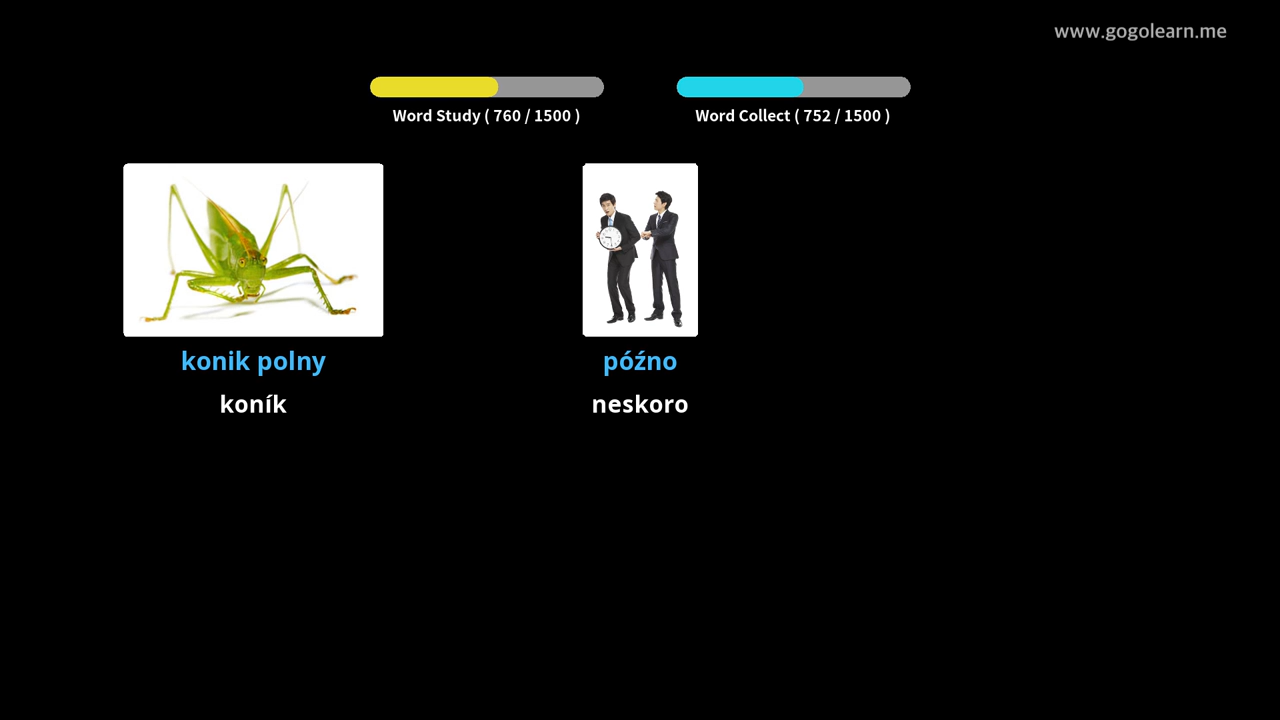 www.gogolearn.me
Word Study ( 760 / 1500 )
Word Collect ( 752 / 1500 )
konik polny
późno
koník
neskoro